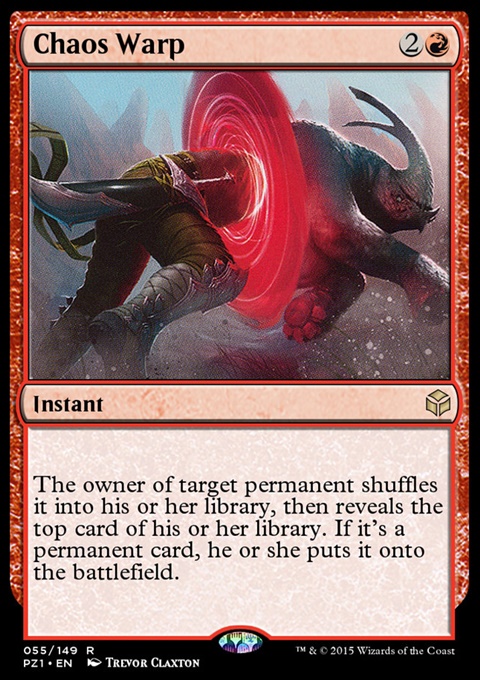 Chaos Warp
2
Instant
The owner of target permanent shuffles
it into his or her library, then reveals the
top card of his or her library. If it's a
permanent card, he or she puts it onto
the battlefield.
055/149 R
PZ1 • EN Trevor Claxton
™ & © 2015 Wizards of the Coast